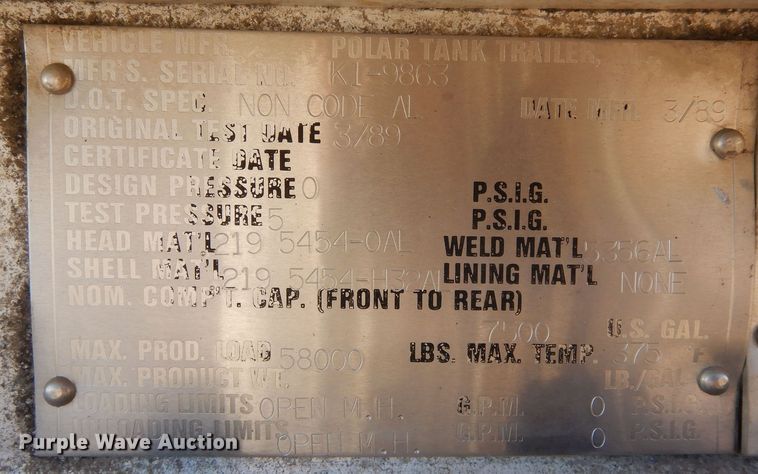 VEHICLE MFR. POLAR TANK TRAILER,
MFR'S. SERIAL NO. K1-9863
D.O.T. SPEC. NON CODE AL DATE MFR. 3/89
ORIGINAL TEST DATE 3/89
CERTIFICATE DATE
DESIGN PRESSURE 0 P.S.I.G.
TEST PRESSURE 5 P.S.I.G.
HEAD MAT'L 219 5454-0AL WELD MAT'L 5356AL
SHELL MAT'L 219 5454-H32AL LINING MAT'L NONE
NOM. COMP'T. CAP. (FRONT TO REAR)
7500 U.S. GAL.
MAX. PROD. LOAD 58000 LBS. MAX. TEMP. 375 °F
MAX. PRODUCT WT. LB./GAL
LOADING LIMITS OPEN M.H. G.P.M. 0 P.S.I.G.
UNLOADING LIMITS OPEN M.H. G.P.M. 0 P.S.I.G.
Purple Wave Auction